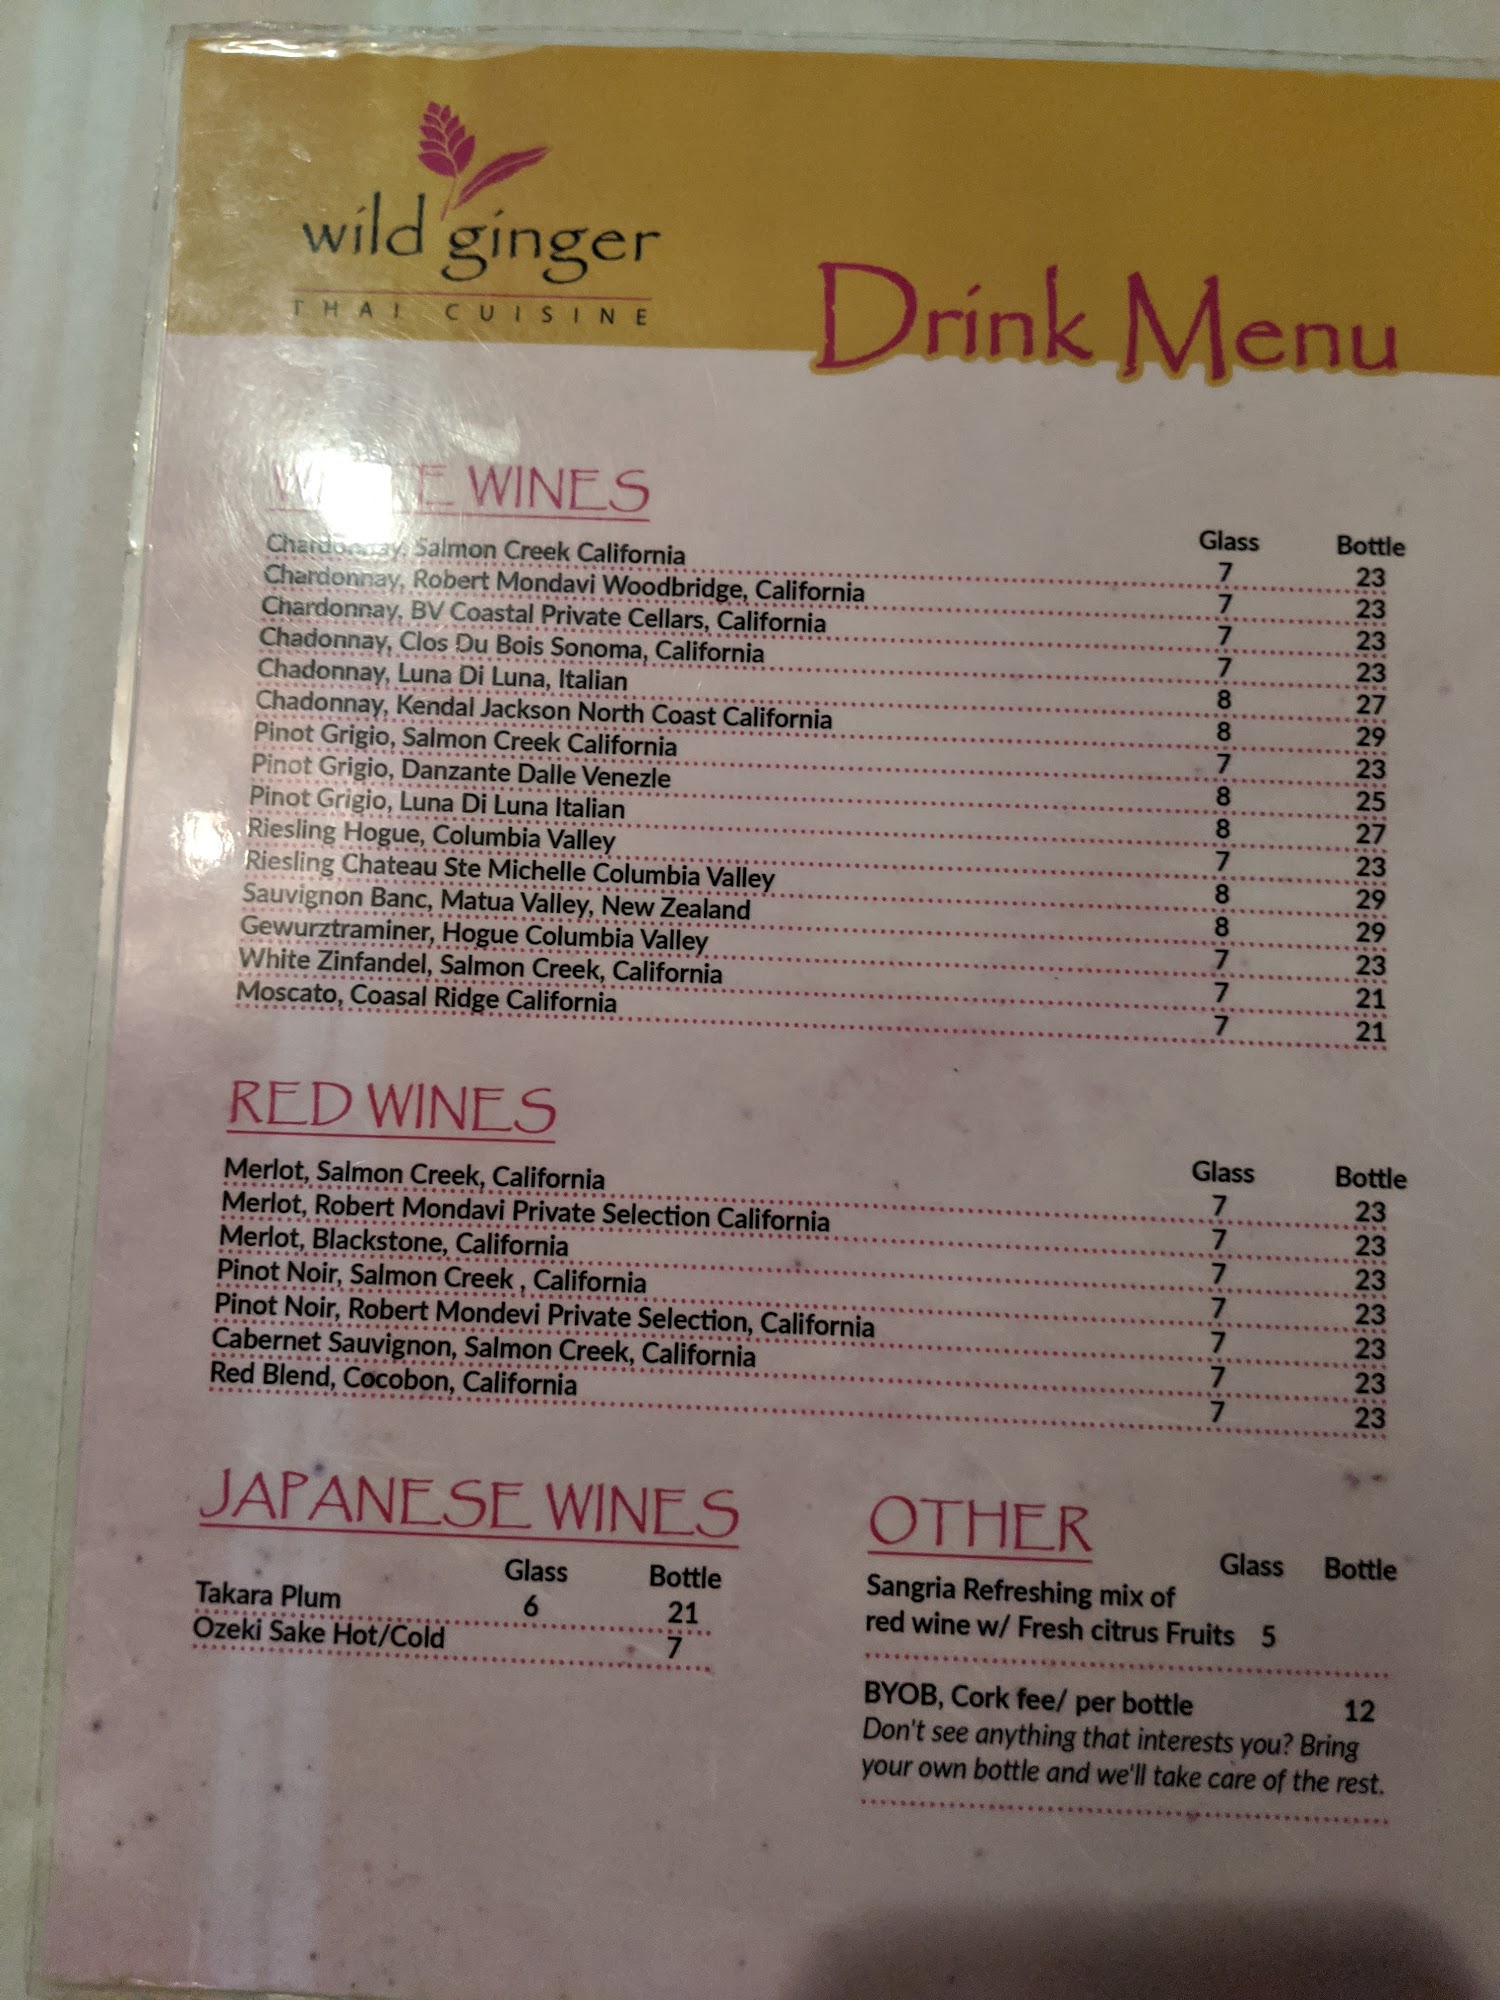 wild ginger
THAI CUISINE
Drink Menu
WHITE WINES
Glass Bottle
Chardonnay, Salmon Creek California 7 23
Chardonnay, Robert Mondavi Woodbridge, California 7 23
Chardonnay, BV Coastal Private Cellars, California 7 23
Chadonnay, Clos Du Bois Sonoma, California 7 23
Chadonnay, Luna Di Luna, Italian 8 27
Chadonnay, Kendal Jackson North Coast California 8 29
Pinot Grigio, Salmon Creek California 7 23
Pinot Grigio, Danzante Dalle Venezle 8 25
Pinot Grigio, Luna Di Luna Italian 8 27
Riesling Hogue, Columbia Valley 7 23
Riesling Chateau Ste Michelle Columbia Valley 8 29
Sauvignon Banc, Matua Valley, New Zealand 8 29
Gewurztraminer, Hogue Columbia Valley 7 23
White Zinfandel, Salmon Creek, California 7 21
Moscato, Coasal Ridge California 7 21
RED WINES
Glass Bottle
Merlot, Salmon Creek, California 7 23
Merlot, Robert Mondavi Private Selection California 7 23
Merlot, Blackstone, California 7 23
Pinot Noir, Salmon Creek , California 7 23
Pinot Noir, Robert Mondevi Private Selection, California 7 23
Cabernet Sauvignon, Salmon Creek, California 7 23
Red Blend, Cocobon, California 7 23
JAPANESE WINES
Glass Bottle
Takara Plum 6 21
Ozeki Sake Hot/Cold 7
OTHER
Glass Bottle
Sangria Refreshing mix of
red wine w/ Fresh citrus Fruits 5
BYOB, Cork fee/ per bottle 12
Don't see anything that interests you? Bring
your own bottle and we'll take care of the rest.